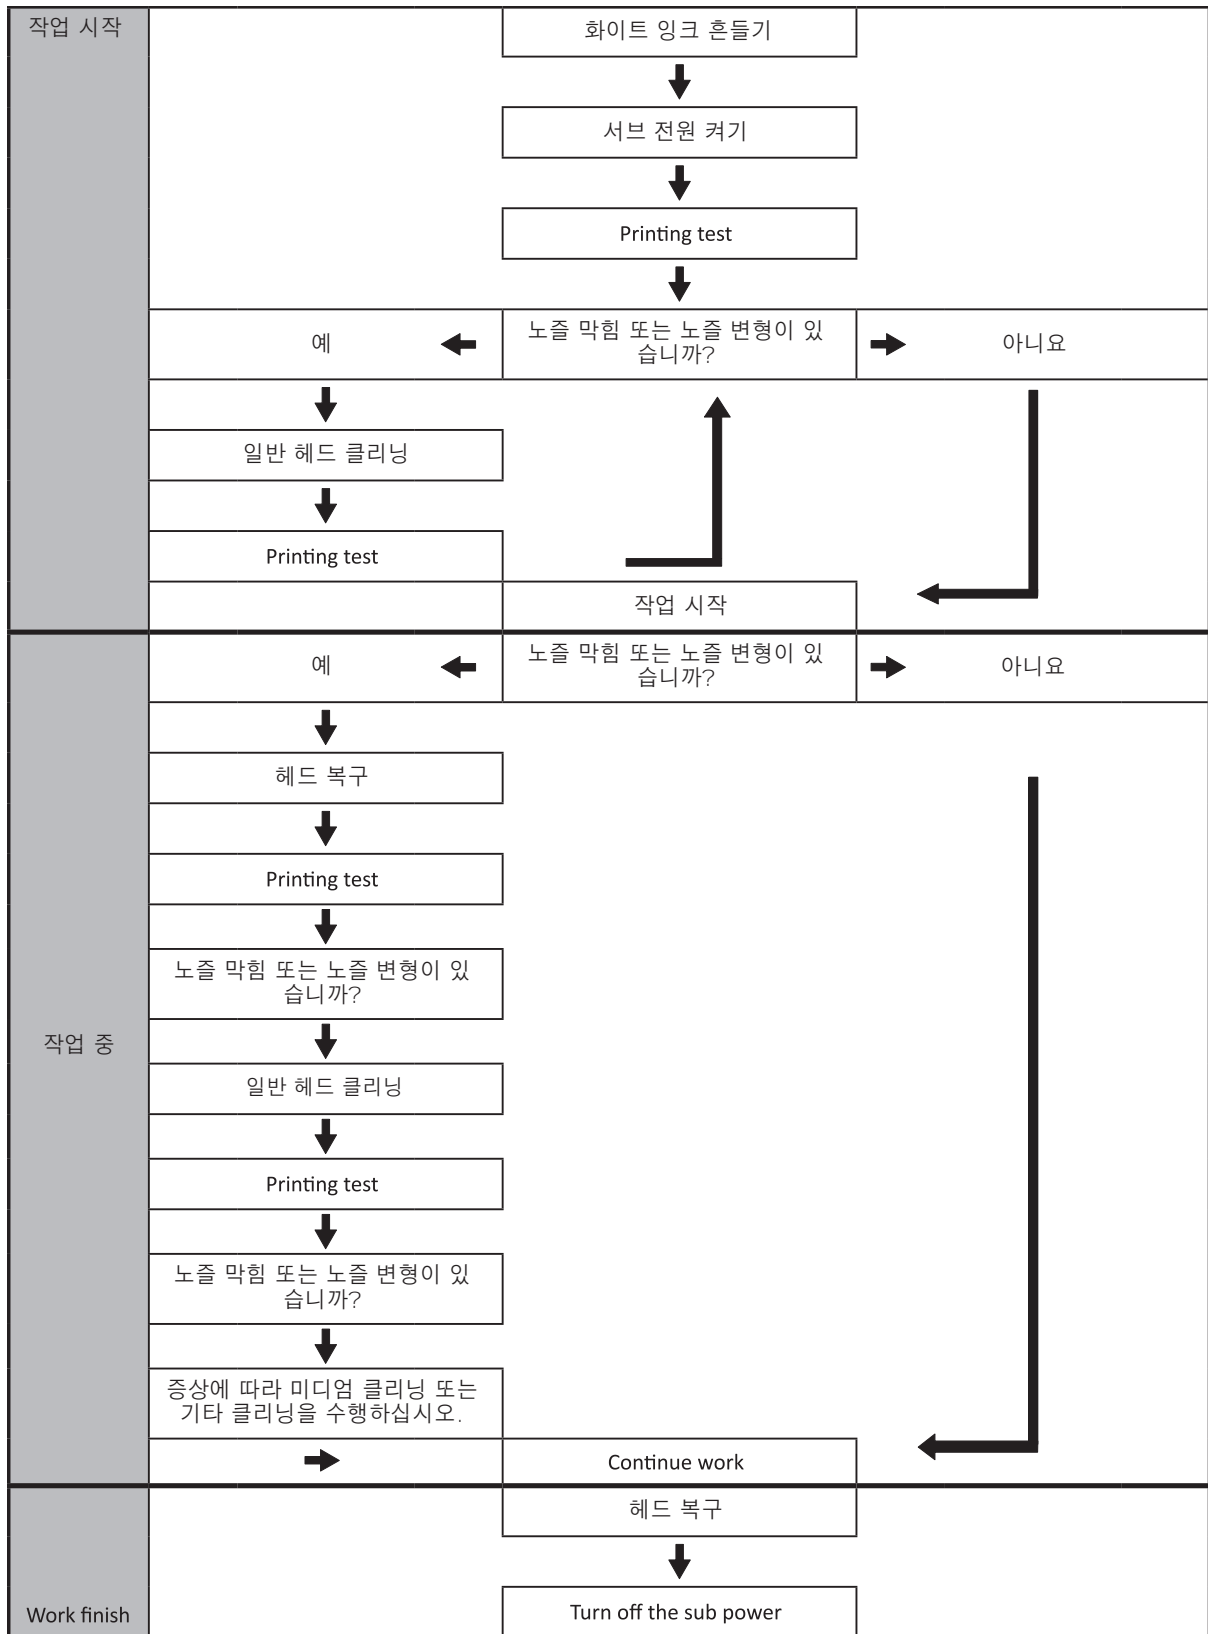 작업 시작
화이트 잉크 흔들기
서브 전원 켜기
Printing test
예
노즐 막힘 또는 노즐 변형이 있
습니까?
아니요
일반 헤드 클리닝
Printing test
작업 시작
작업 중
예
노즐 막힘 또는 노즐 변형이 있
습니까?
아니요
헤드 복구
Printing test
노즐 막힘 또는 노즐 변형이 있
습니까?
일반 헤드 클리닝
Printing test
노즐 막힘 또는 노즐 변형이 있
습니까?
증상에 따라 미디엄 클리닝 또는
기타 클리닝을 수행하십시오.
Continue work
Work finish
헤드 복구
Turn off the sub power